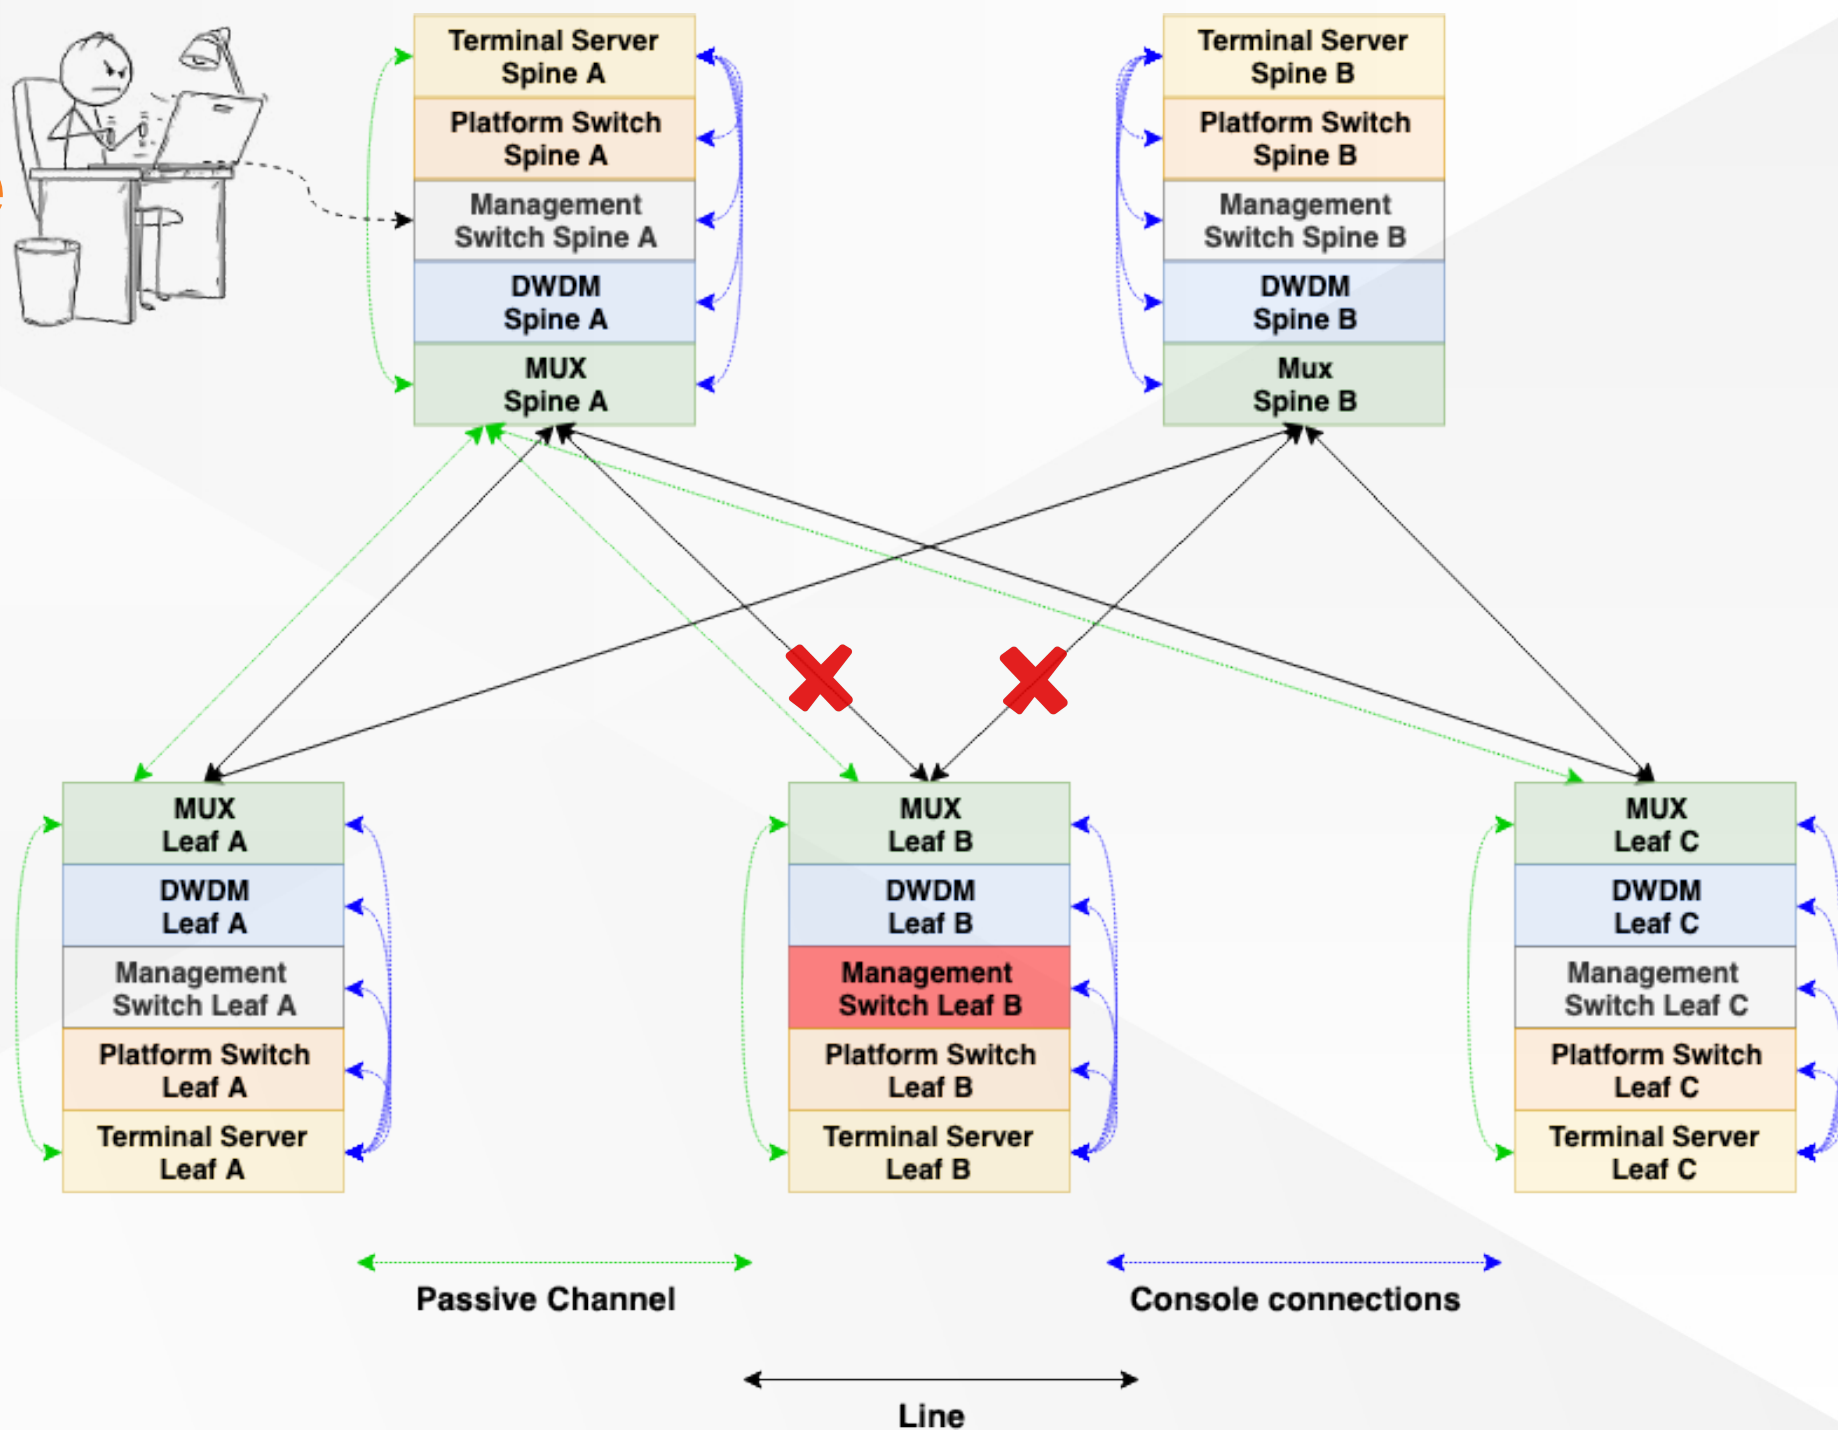 Terminal Server
Spine A
Platform Switch
Spine A
Management
Switch Spine A
DWDM
Spine A
MUX
Spine A
Terminal Server
Spine B
Platform Switch
Spine B
Management
Switch Spine B
DWDM
Spine B
Mux
Spine B
e
MUX
Leaf A
DWDM
Leaf A
Management
Switch Leaf A
Platform Switch
Leaf A
Terminal Server
Leaf A
MUX
Leaf B
DWDM
Leaf B
Management
Switch Leaf B
Platform Switch
Leaf B
Terminal Server
Leaf B
MUX
Leaf C
DWDM
Leaf C
Management
Switch Leaf C
Platform Switch
Leaf C
Terminal Server
Leaf C
Passive Channel
Console connections
Line